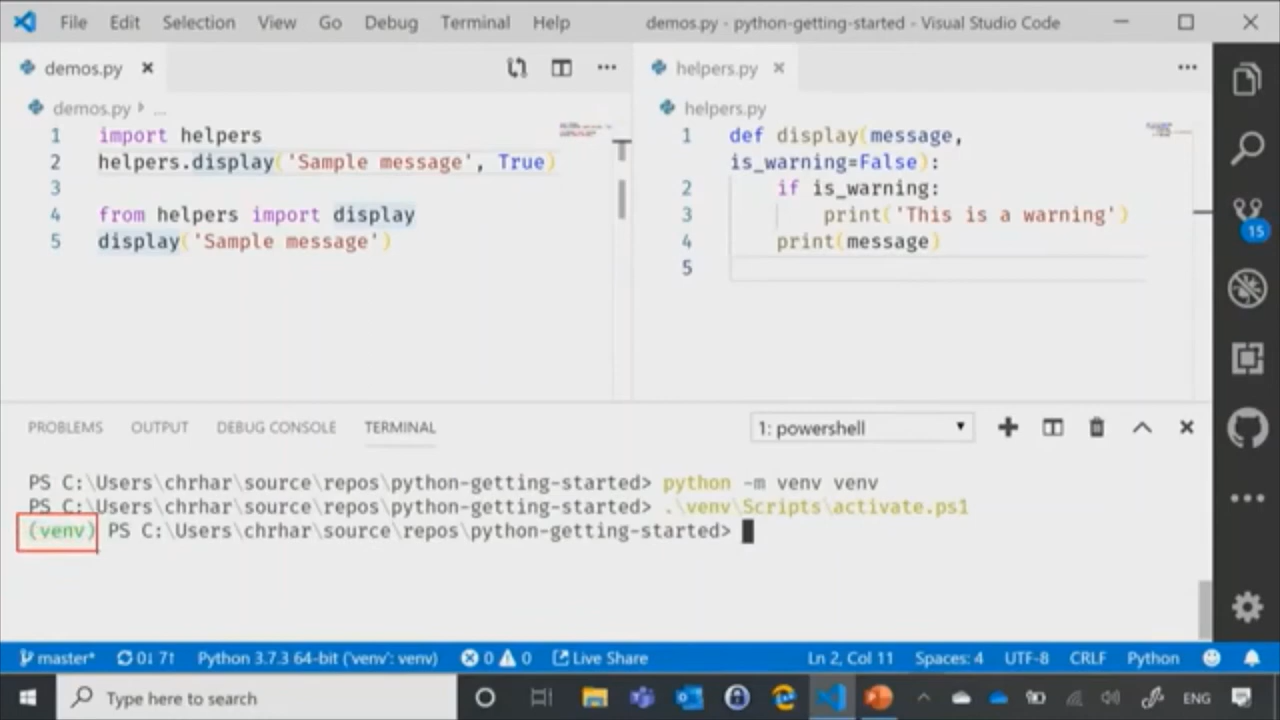 File Edit Selection View Go Debug Terminal Help demos.py - python-getting-started - Visual Studio Code
demos.py
demos.py › ...
1 import helpers
2 helpers.display('Sample message', True)
3
4 from helpers import display
5 display('Sample message')
helpers.py
helpers.py
1 def display(message,
is_warning=False):
2 if is_warning:
3 print('This is a warning')
4 print(message)
5
15
PROBLEMS OUTPUT DEBUG CONSOLE TERMINAL 1: powershell
PS C:\Users\chrhar\source\repos\python-getting-started> python -m venv venv
PS C:\Users\chrhar\source\repos\python-getting-started> .\venv\Scripts\activate.ps1
(venv) PS C:\Users\chrhar\source\repos\python-getting-started>
master* 0↓ 7↑ Python 3.7.3 64-bit ('venv': venv) 0 0 Live Share Ln 2, Col 11 Spaces: 4 UTF-8 CRLF Python
Type here to search ENG